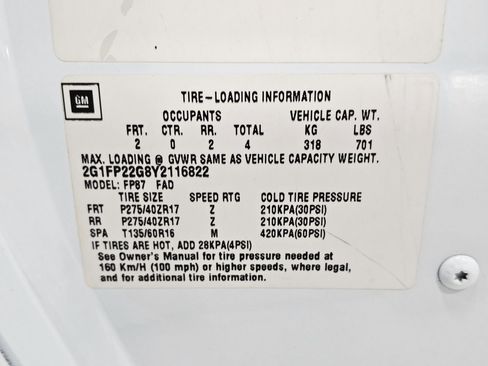 GM
TIRE-LOADING INFORMATION
OCCUPANTS VEHICLE CAP. WT.
FRT. CTR. RR. TOTAL KG LBS
2 0 2 4 318 701
MAX. LOADING @ GVWR SAME AS VEHICLE CAPACITY WEIGHT.
2G1FP22G8Y2116822
MODEL: FP87 FAD
TIRE SIZE SPEED RTG COLD TIRE PRESSURE
FRT P275/40ZR17 Z 210KPA(30PSI)
RR P275/40ZR17 Z 210KPA(30PSI)
SPA T135/60R16 M 420KPA(60PSI)
IF TIRES ARE HOT, ADD 28KPA(4PSI)
See Owner's Manual for tire pressure needed at
160 Km/H (100 mph) or higher speeds, where legal,
and for additional tire information.